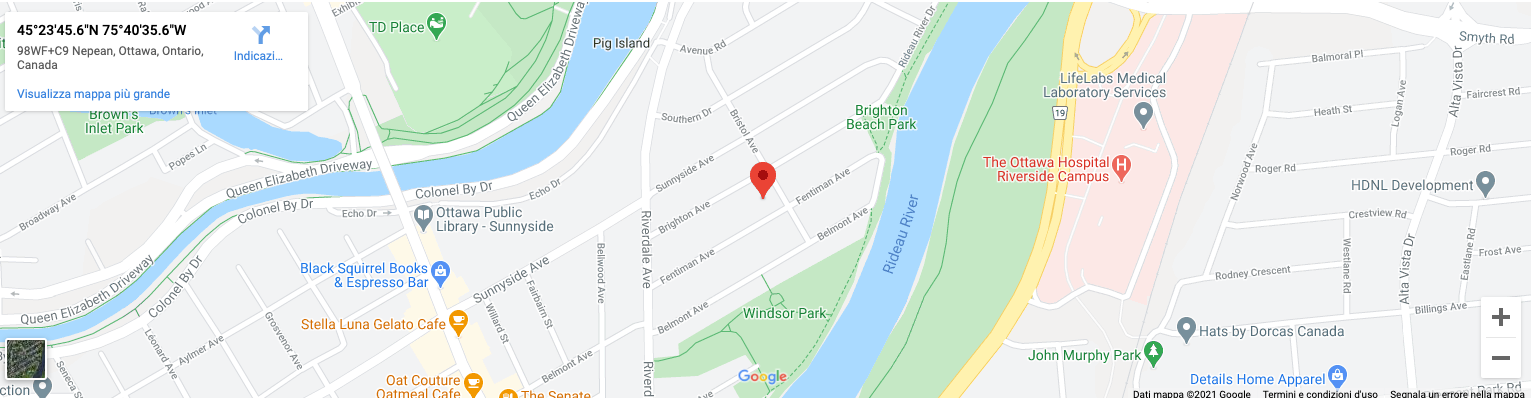 45°23'45.6"N 75°40'35.6"W
98WF+C9 Nepean, Ottawa, Ontario,
Canada
Indicazi...
Visualizza mappa più grande
TD Place
Pig Island
Avenue Rd
Queen Elizabeth Driveway
Rideau River Dr
Smyth Rd
Balmoral Pl
Alta Vista Dr
LifeLabs Medical
Laboratory Services
Faircrest Rd
Logan Ave
Heath St
19
Brown's Inlet
Brown's
Inlet Park
Southern Dr
Bristol Ave
Brighton
Beach Park
Popes Ln
Queen Elizabeth Driveway
Colonel By Dr
Echo Dr
Sunnyside Ave
The Ottawa Hospital
Riverside Campus
H
Norwood Ave
Roger Rd
Roger Rd
HDNL Development
Broadway Ave
Colonel By Dr
Echo Dr
Ottawa Public
Library - Sunnyside
Riverdale Ave
Brighton Ave
Fentiman Ave
Belmont Ave
Rideau River
Crestview Rd
Westlane Rd
Eastlane Rd
Frost Ave
Alta Vista Dr
Black Squirrel Books
& Espresso Bar
Sunnyside Ave
Bellwood Ave
Fentiman Ave
Rodney Crescent
Queen Elizabeth Driveway
Colonel By Dr
Willard St
Fairbairn St
Belmont Ave
Windsor Park
Billings Ave
Stella Luna Gelato Cafe
Grosvenor Ave
Leonard Ave
Aylmer Ave
Hats by Dorcas Canada
John Murphy Park
Seneca S
Belmont Ave
Riverd
Oat Couture
Oatmeal Cafe
The Senate
Google
Details Home Apparel
ction
Dati mappa ©2021 Google
Termini e condizioni d'uso
Segnala un errore nella mappa